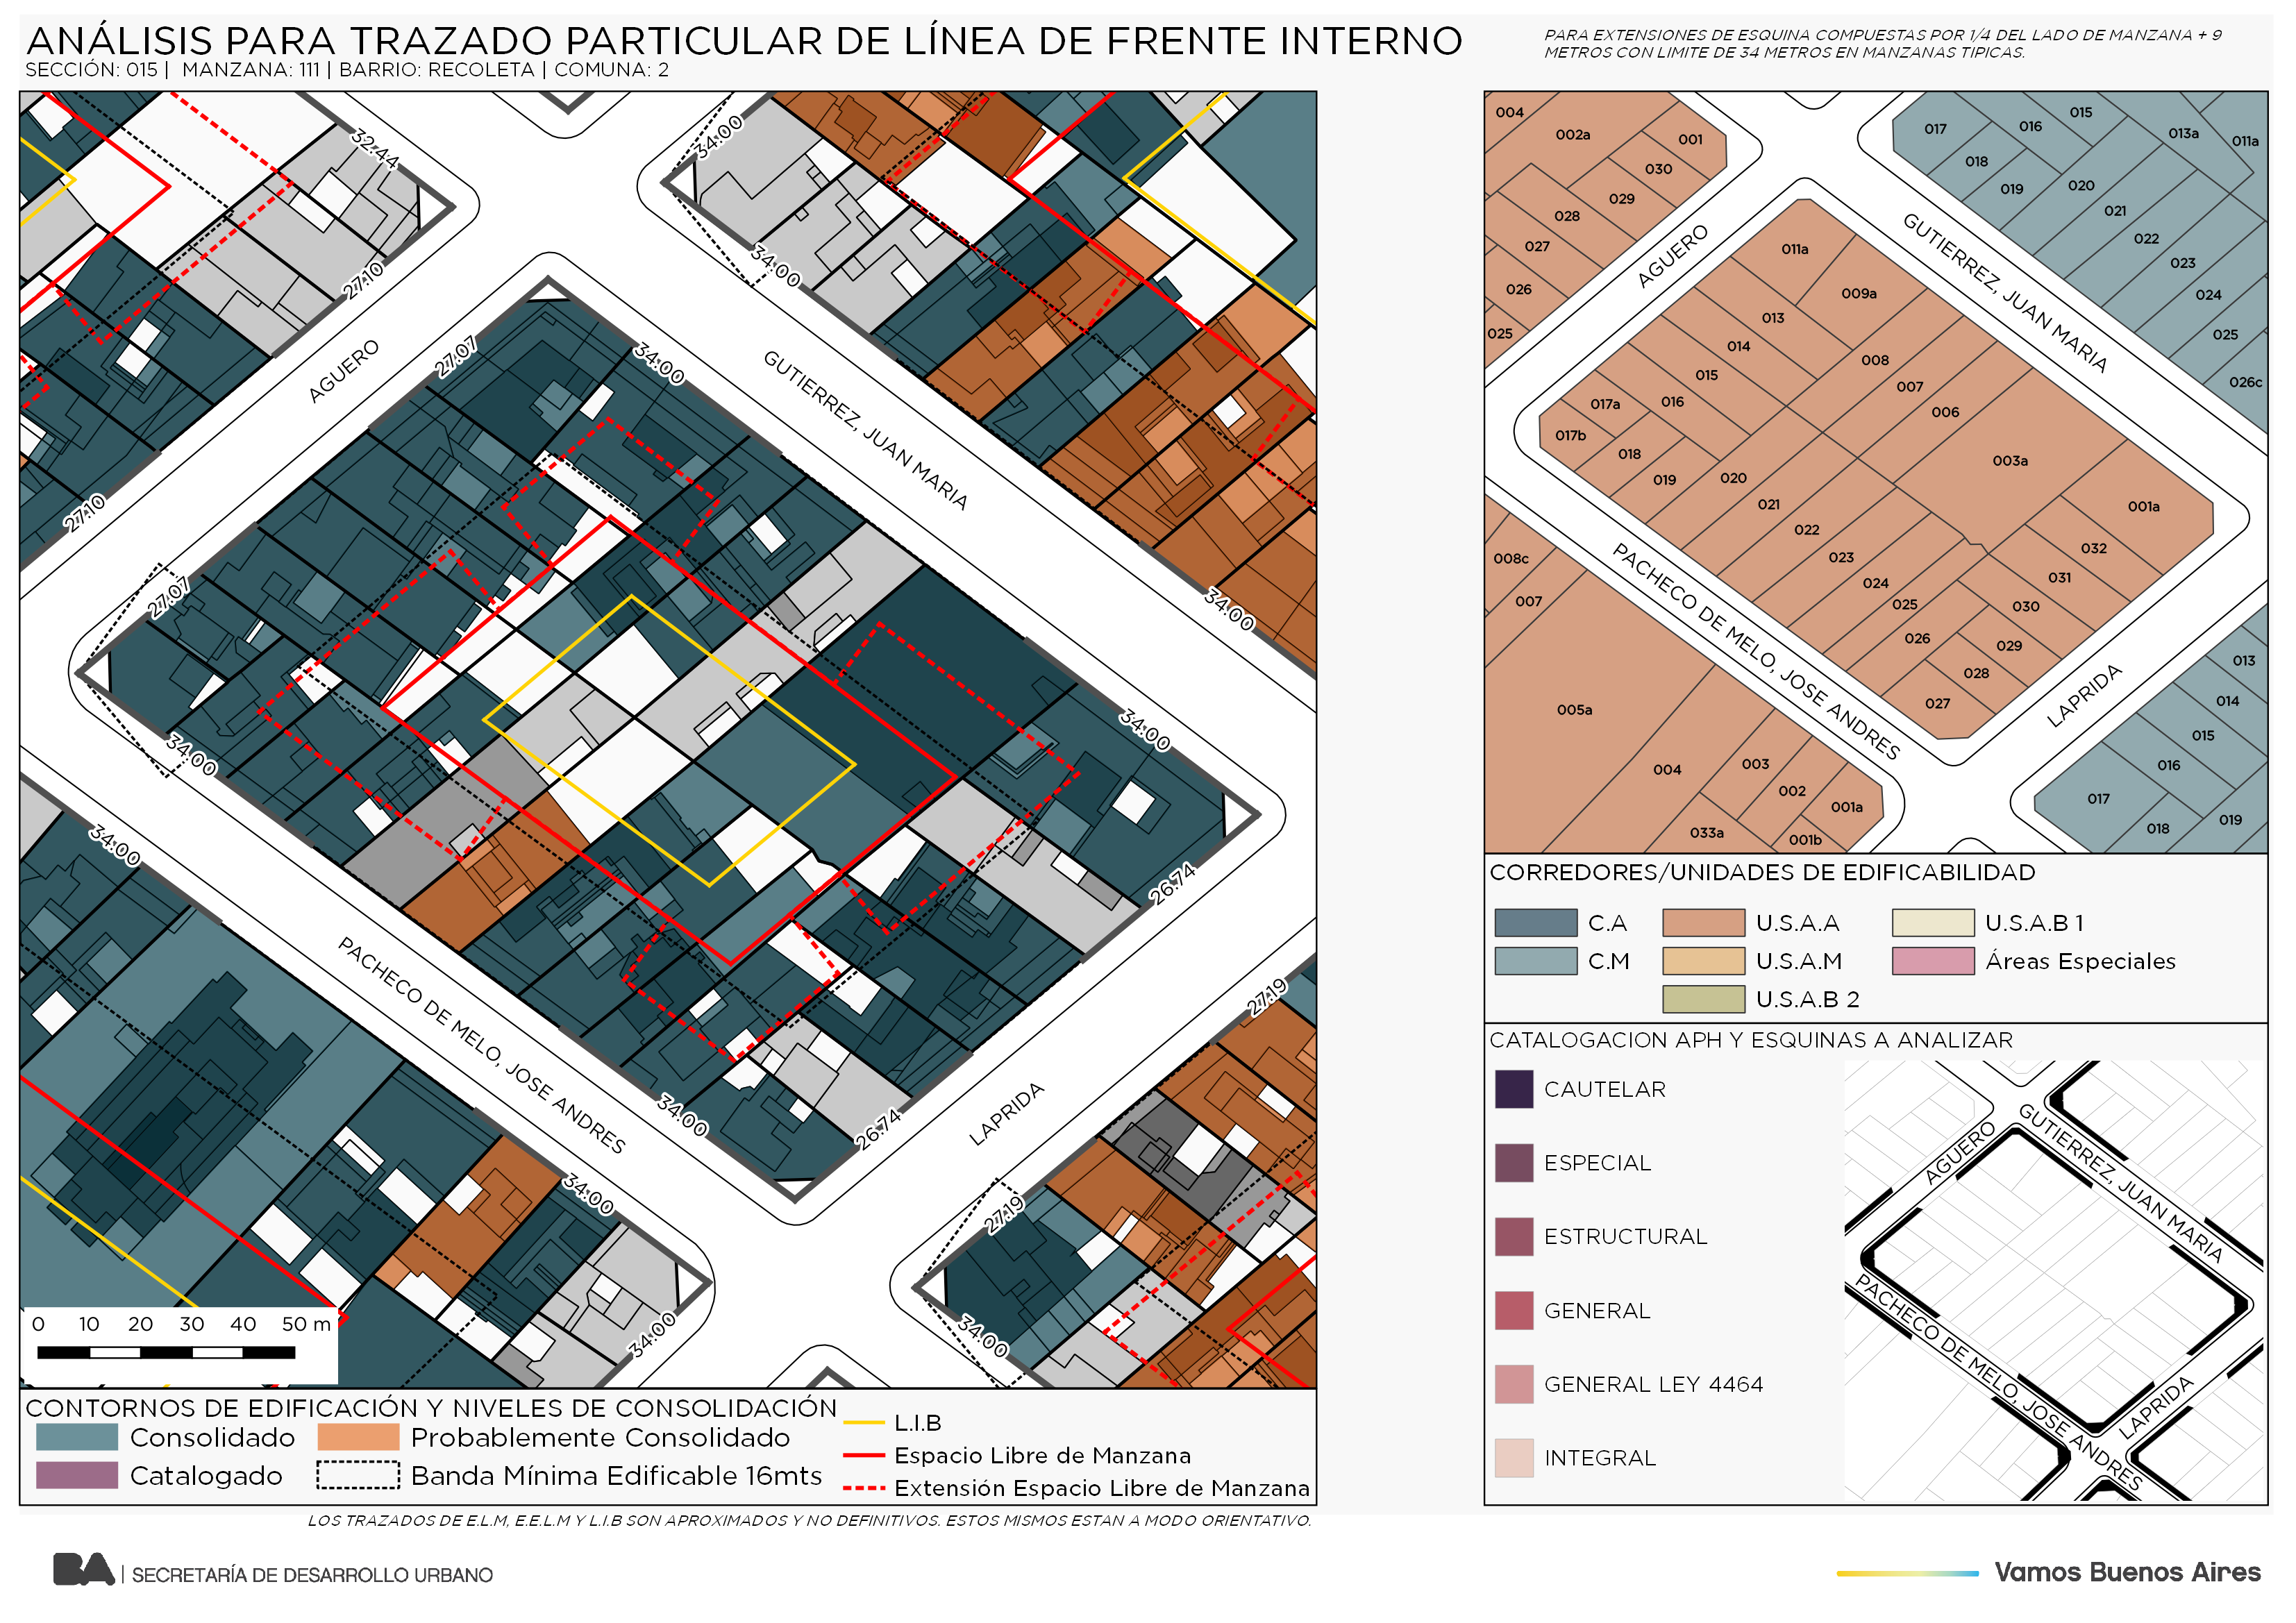 ANÁLISIS PARA TRAZADO PARTICULAR DE LÍNEA DE FRENTE INTERNO
SECCIÓN: 015 | MANZANA: 111 | BARRIO: RECOLETA | COMUNA: 2
PARA EXTENSIONES DE ESQUINA COMPUESTAS POR 1/4 DEL LADO DE MANZANA + 9
METROS CON LIMITE DE 34 METROS EN MANZANAS TIPICAS.
32.44
34.00
27.10
34.00
AGUERO
27.07
34.00
GUTIERREZ, JUAN MARIA
27.10
27.07
34.00
34.00
34.00
34.00
26.74
PACHECO DE MELO, JOSE ANDRES
34.00
26.74
LAPRIDA
27.19
34.00
27.19
34.00
34.00
0 10 20 30 40 50 m
CONTORNOS DE EDIFICACIÓN Y NIVELES DE CONSOLIDACIÓN
Consolidado
Probablemente Consolidado
Catalogado
Banda Mínima Edificable 16mts
L.I.B
Espacio Libre de Manzana
Extensión Espacio Libre de Manzana
LOS TRAZADOS DE E.L.M, E.E.L.M Y L.I.B SON APROXIMADOS Y NO DEFINITIVOS. ESTOS MISMOS ESTAN A MODO ORIENTATIVO.
004
002a
001
030
029
028
027
026
025
017
016
015
013a
011a
018
019
020
021
022
023
024
025
026c
AGUERO
GUTIERREZ, JUAN MARIA
011a
009a
013
014
015
016
017a
017b
018
019
008
007
006
003a
001a
020
021
022
023
024
025
026
027
028
029
030
031
032
PACHECO DE MELO, JOSE ANDRES
LAPRIDA
008c
007
005a
004
003
002
001a
033a
001b
013
014
015
016
017
018
019
CORREDORES/UNIDADES DE EDIFICABILIDAD
C.A
U.S.A.A
U.S.A.B 1
C.M
U.S.A.M
Áreas Especiales
U.S.A.B 2
CATALOGACION APH Y ESQUINAS A ANALIZAR
CAUTELAR
ESPECIAL
ESTRUCTURAL
GENERAL
GENERAL LEY 4464
INTEGRAL
AGUERO
GUTIERREZ, JUAN MARIA
PACHECO DE MELO, JOSE ANDRES
LAPRIDA
BA | SECRETARÍA DE DESARROLLO URBANO
Vamos Buenos Aires